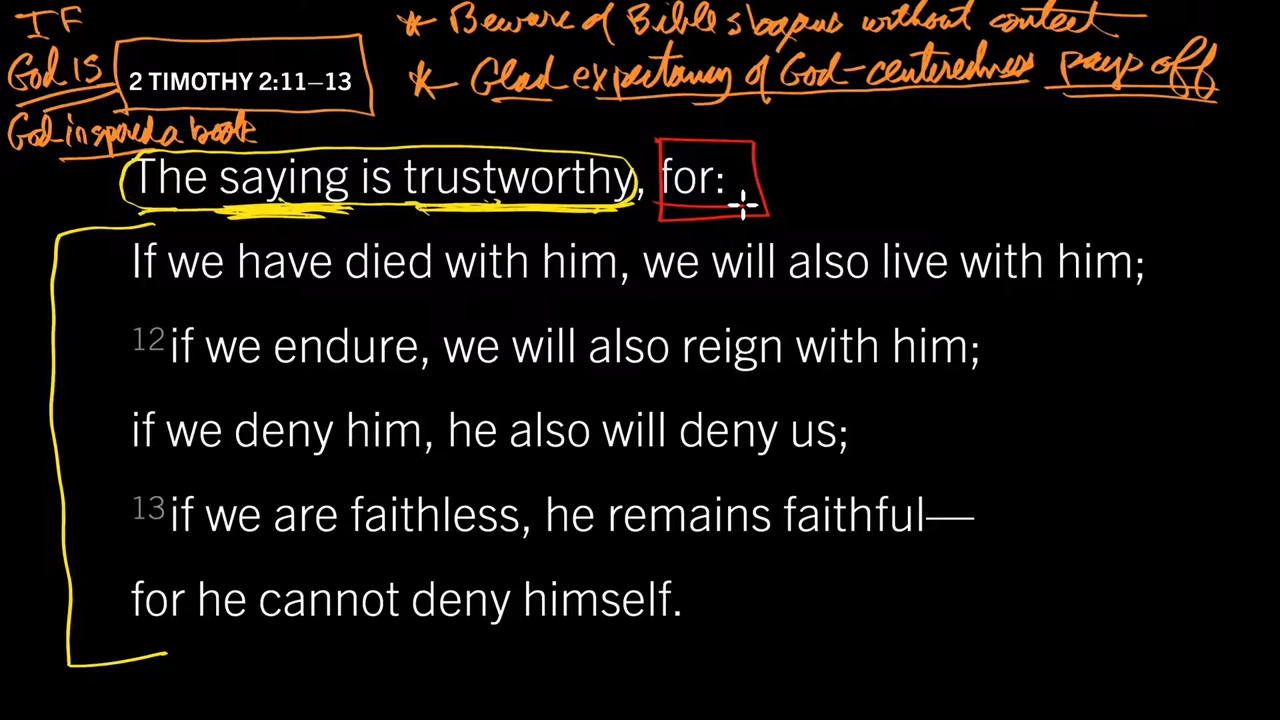 IF
God is
God inspired a book
2 TIMOTHY 2:11–13
* Beware of Bible slogans without context
* Glad expectancy of God-centeredness pays off
The saying is trustworthy, for:
If we have died with him, we will also live with him;
12 if we endure, we will also reign with him;
if we deny him, he also will deny us;
13 if we are faithless, he remains faithful—
for he cannot deny himself.